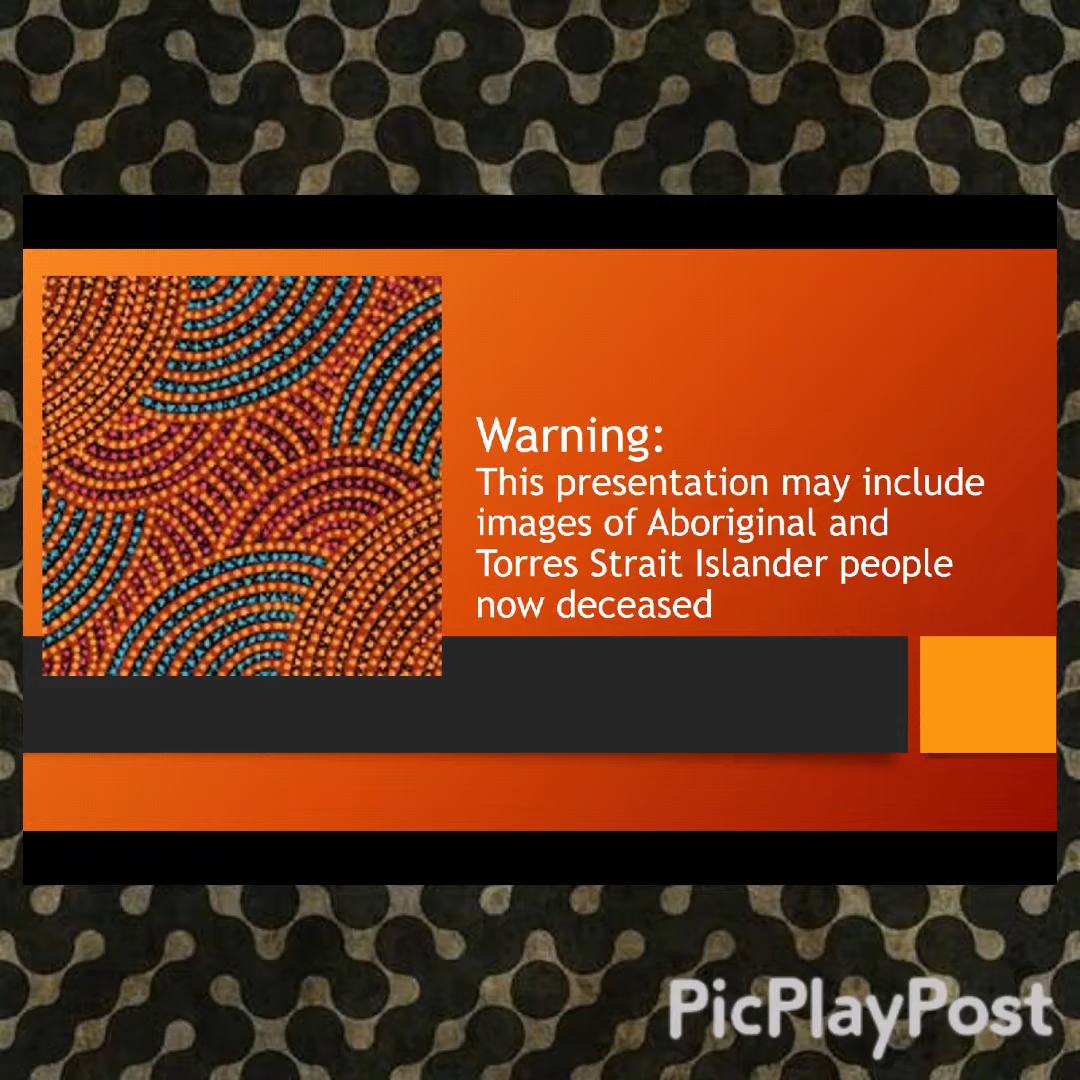 Warning:
This presentation may include
images of Aboriginal and
Torres Strait Islander people
now deceased
PicPlayPost